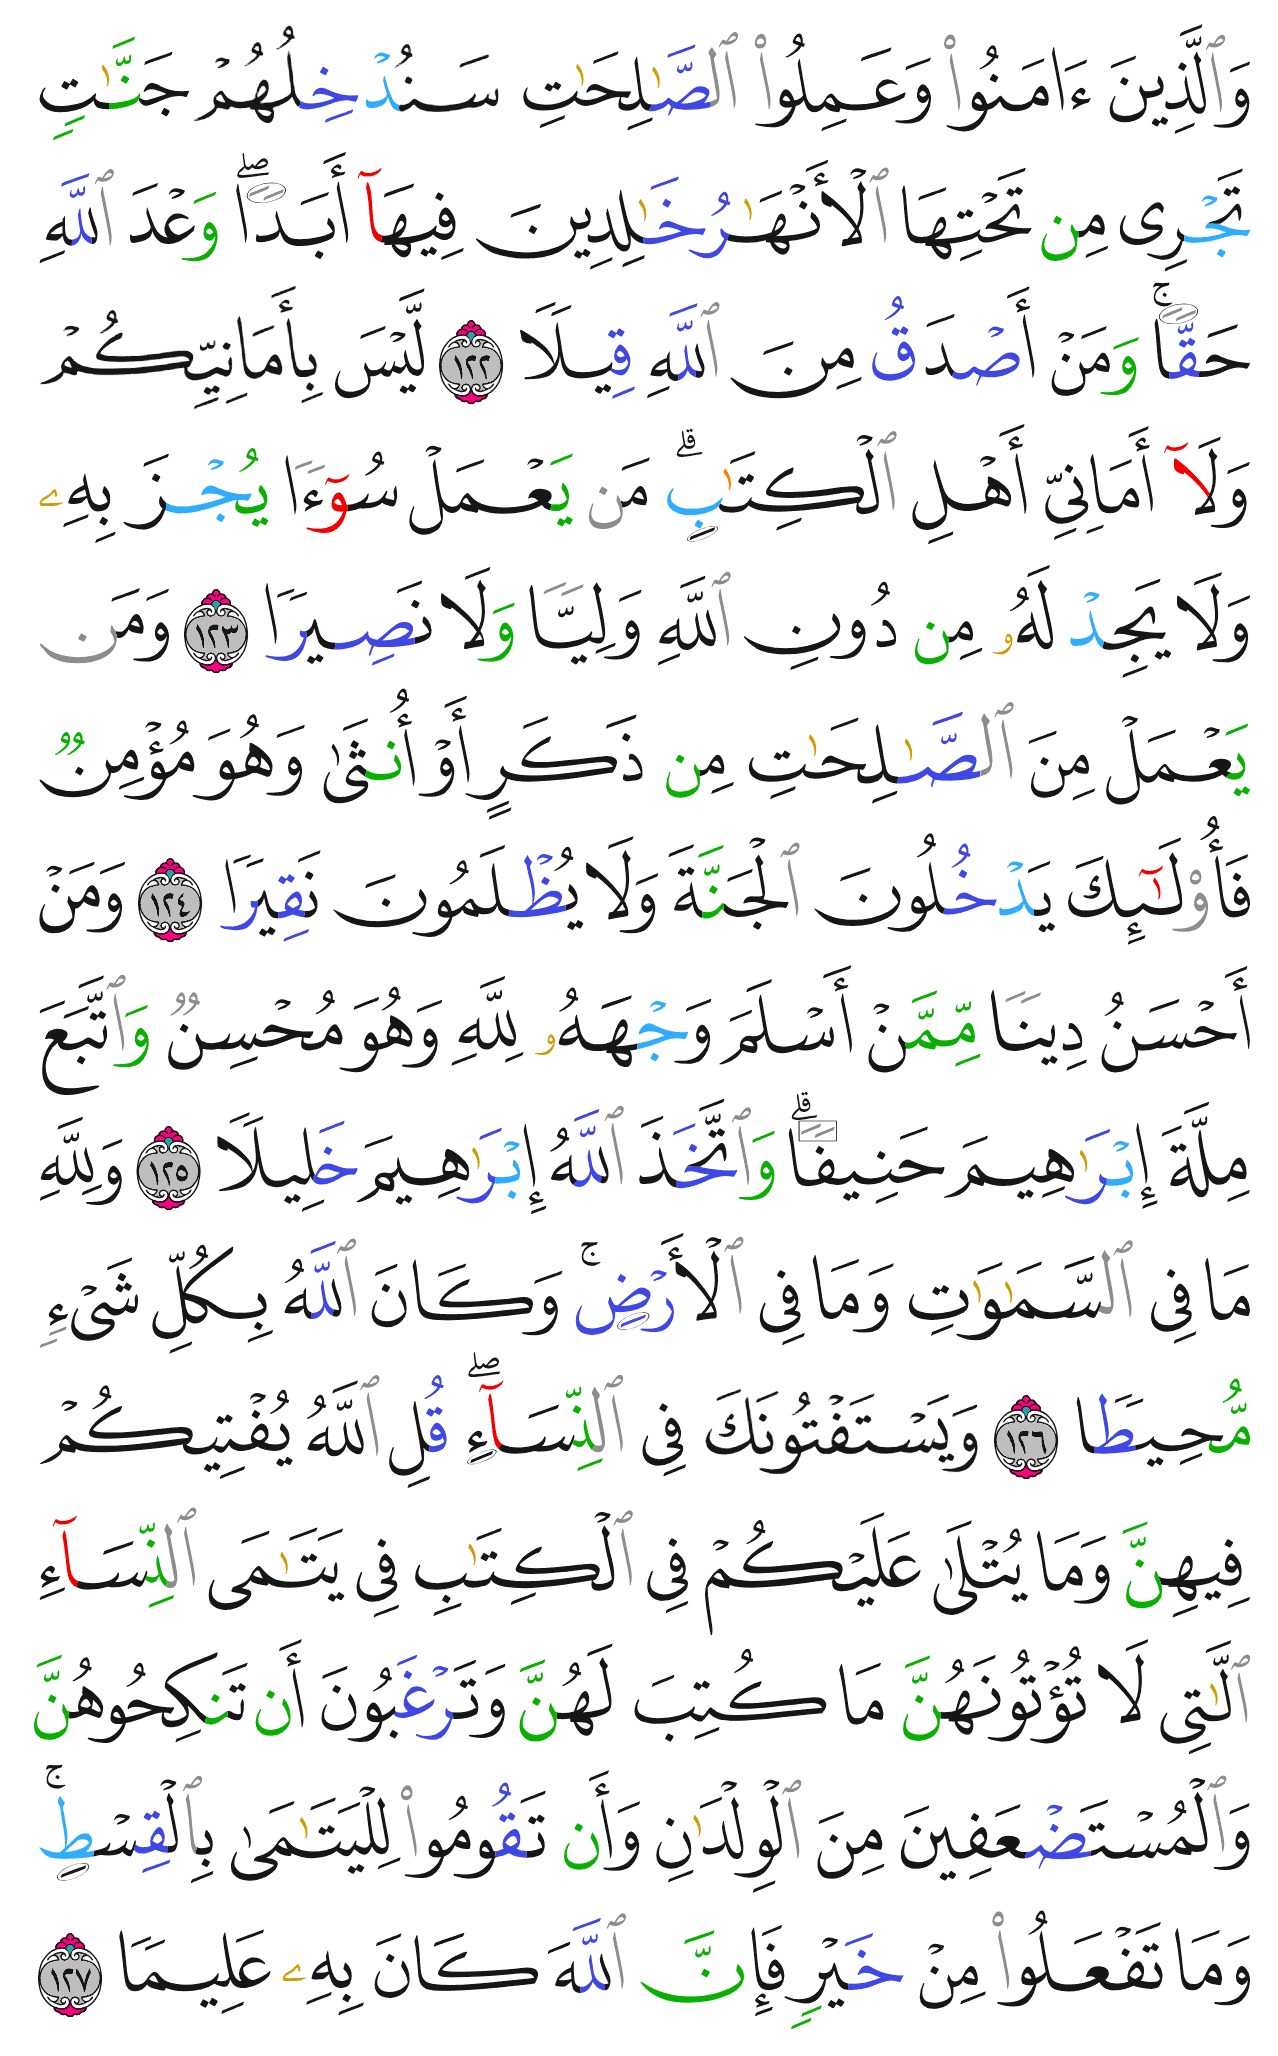 وَٱلَّذِينَ ءَامَنُوا۟ وَعَمِلُوا۟ ٱلصَّـٰلِحَـٰتِ سَنُدْخِلُهُمْ جَنَّـٰتٍ
تَجْرِى مِن تَحْتِهَا ٱلْأَنْهَـٰرُ خَـٰلِدِينَ فِيهَآ أَبَدًا ۖ وَعْدَ ٱللَّهِ
حَقًّا ۚ وَمَنْ أَصْدَقُ مِنَ ٱللَّهِ قِيلًا ١٢٢ لَّيْسَ بِأَمَانِيِّكُمْ
وَلَآ أَمَانِىِّ أَهْلِ ٱلْكِتَـٰبِ ۗ مَن يَعْمَلْ سُوٓءًا يُجْزَ بِهِۦ
وَلَا يَجِدْ لَهُۥ مِن دُونِ ٱللَّهِ وَلِيًّا وَلَا نَصِيرًا ١٢٣ وَمَن
يَعْمَلْ مِنَ ٱلصَّـٰلِحَـٰتِ مِن ذَكَرٍ أَوْ أُنثَىٰ وَهُوَ مُؤْمِنٌ
فَأُو۟لَـٰٓئِكَ يَدْخُلُونَ ٱلْجَنَّةَ وَلَا يُظْلَمُونَ نَقِيرًا ١٢٤ وَمَنْ
أَحْسَنُ دِينًا مِّمَّنْ أَسْلَمَ وَجْهَهُۥ لِلَّهِ وَهُوَ مُحْسِنٌ وَٱتَّبَعَ
مِلَّةَ إِبْرَٰهِيمَ حَنِيفًا ۗ وَٱتَّخَذَ ٱللَّهُ إِبْرَٰهِيمَ خَلِيلًا ١٢٥ وَلِلَّهِ
مَا فِى ٱلسَّمَـٰوَٰتِ وَمَا فِى ٱلْأَرْضِ ۚ وَكَانَ ٱللَّهُ بِكُلِّ شَىْءٍ
مُّحِيطًا ١٢٦ وَيَسْتَفْتُونَكَ فِى ٱلنِّسَآءِ ۖ قُلِ ٱللَّهُ يُفْتِيكُمْ
فِيهِنَّ وَمَا يُتْلَىٰ عَلَيْكُمْ فِى ٱلْكِتَـٰبِ فِى يَتَـٰمَى ٱلنِّسَآءِ
ٱلَّـٰتِى لَا تُؤْتُونَهُنَّ مَا كُتِبَ لَهُنَّ وَتَرْغَبُونَ أَن تَنكِحُوهُنَّ
وَٱلْمُسْتَضْعَفِينَ مِنَ ٱلْوِلْدَٰنِ وَأَن تَقُومُوا۟ لِلْيَتَـٰمَىٰ بِٱلْقِسْطِ ۚ
وَمَا تَفْعَلُوا۟ مِنْ خَيْرٍ فَإِنَّ ٱللَّهَ كَانَ بِهِۦ عَلِيمًا ١٢٧